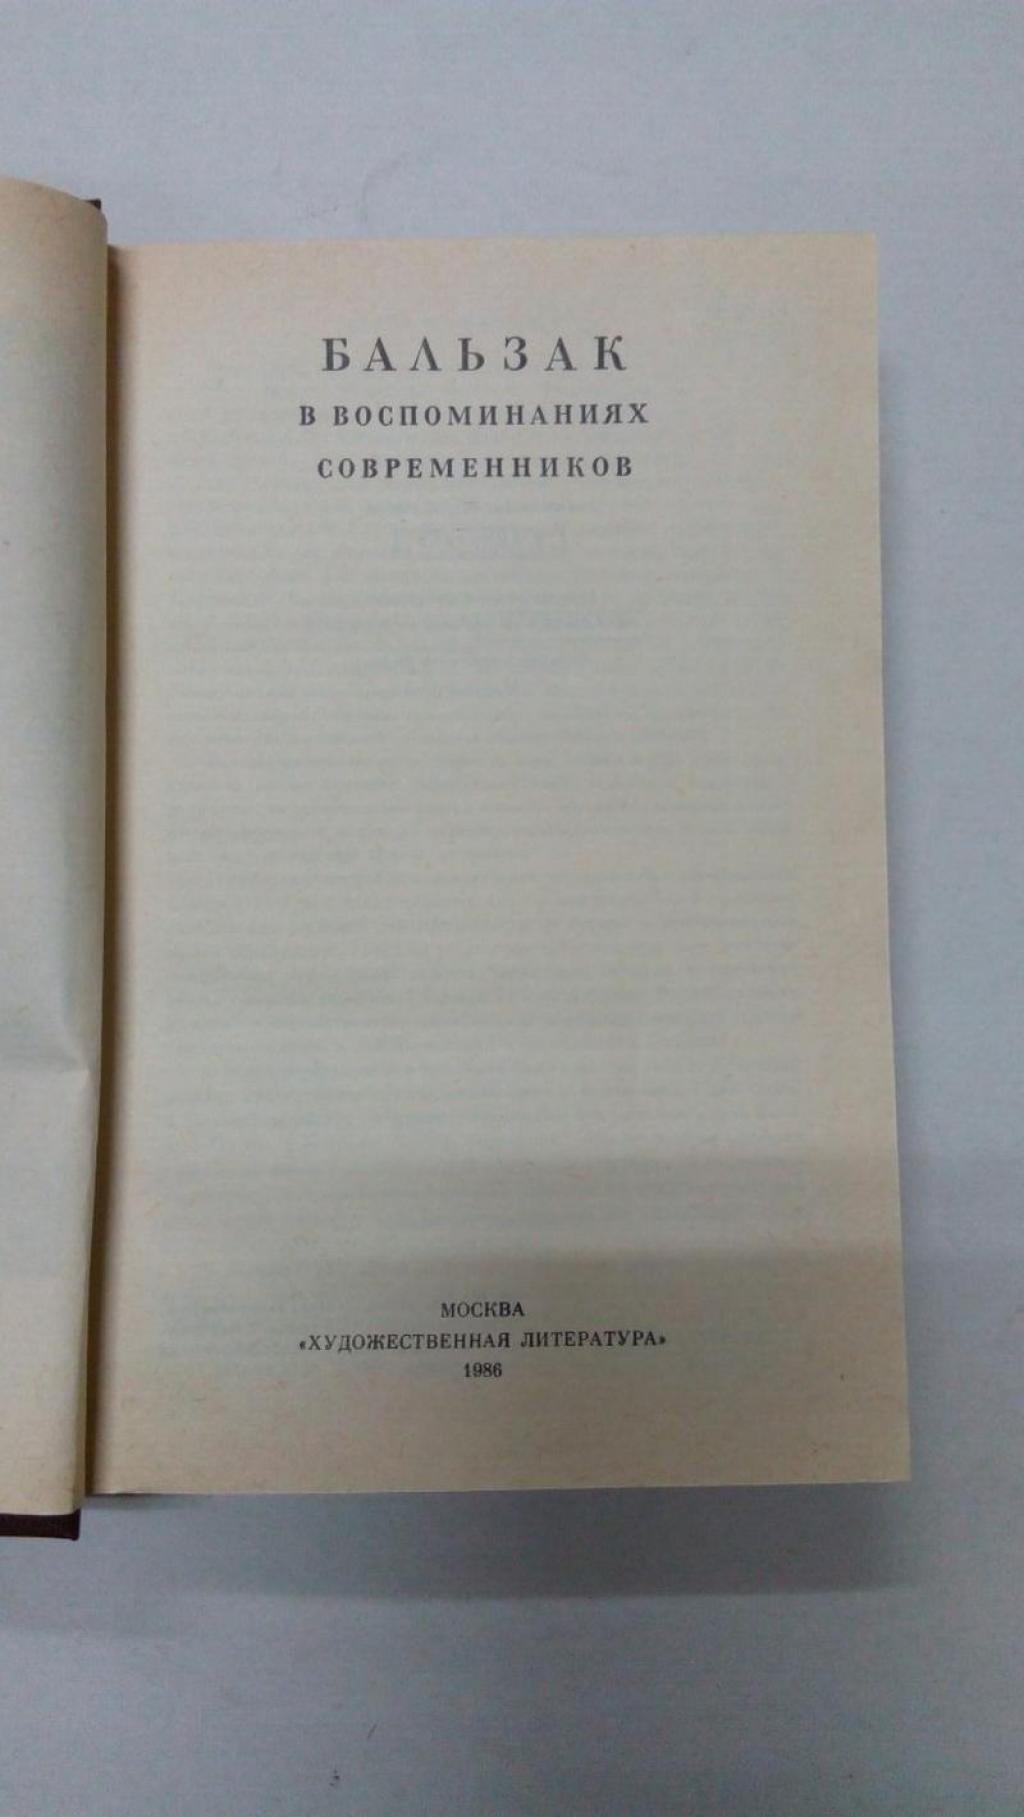 БАЛЬЗАК
В ВОСПОМИНАНИЯХ
СОВРЕМЕННИКОВ
МОСКВА
«ХУДОЖЕСТВЕННАЯ ЛИТЕРАТУРА»
1986